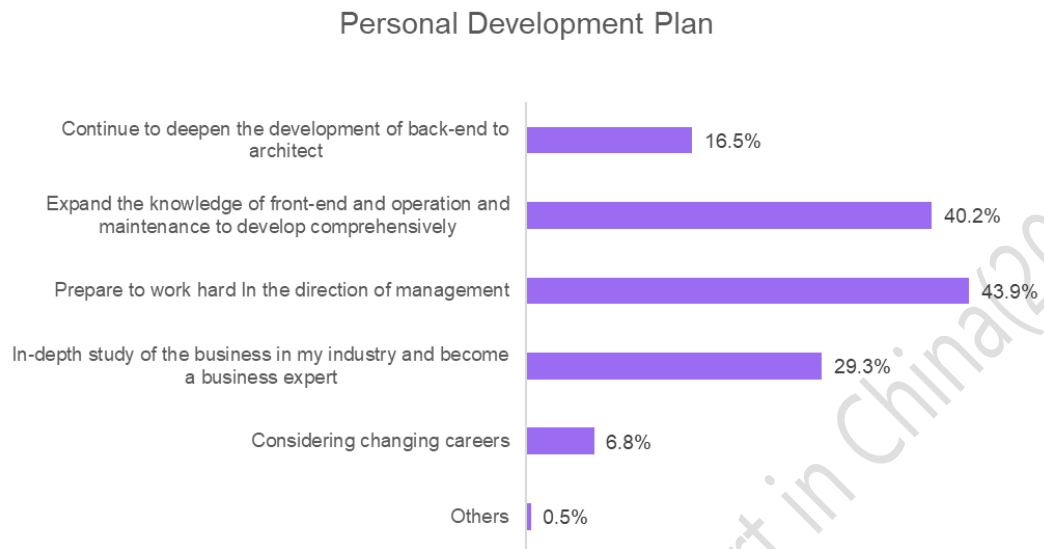 Personal Development Plan
Continue to deepen the development of back-end to
architect
16.5%
Expand the knowledge of front-end and operation and
maintenance to develop comprehensively
40.2%
Prepare to work hard In the direction of management
43.9%
In-depth study of the business in my industry and become
a business expert
29.3%
Considering changing careers
6.8%
Others
0.5%
in China(20